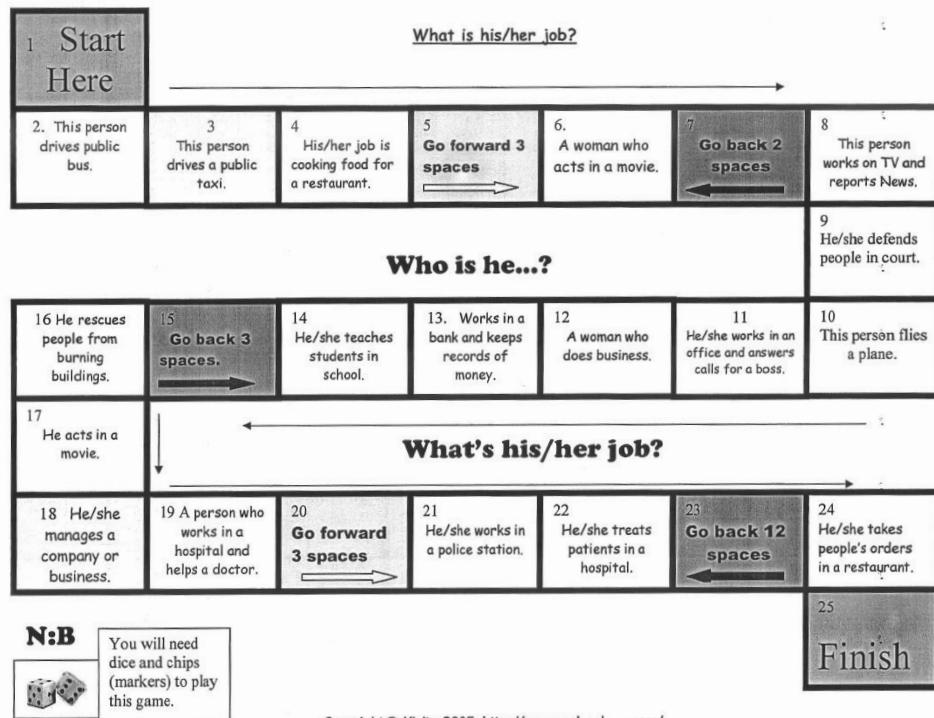 What is his/her job?
1 Start
Here
2. This person
drives public
bus.
3
This person
drives a public
taxi.
4
His/her job is
cooking food for
a restaurant.
5
Go forward 3
spaces
6.
A woman who
acts in a movie.
7
Go back 2
spaces
8
This person
works on TV and
reports News.
9
He/she defends
people in court.
Who is he...?
10
This person flies
a plane.
11
He/she works in an
office and answers
calls for a boss.
12
A woman who
does business.
13. Works in a
bank and keeps
records of
money.
14
He/she teaches
students in
school.
15
Go back 3
spaces.
16 He rescues
people from
burning
buildings.
17
He acts in a
movie.
What's his/her job?
18 He/she
manages a
company or
business.
19 A person who
works in a
hospital and
helps a doctor.
20
Go forward
3 spaces
21
He/she works in
a police station.
22
He/she treats
patients in a
hospital.
23
Go back 12
spaces
24
He/she takes
people's orders
in a restaurant.
25
Finish
N:B
You will need
dice and chips
(markers) to play
this game.